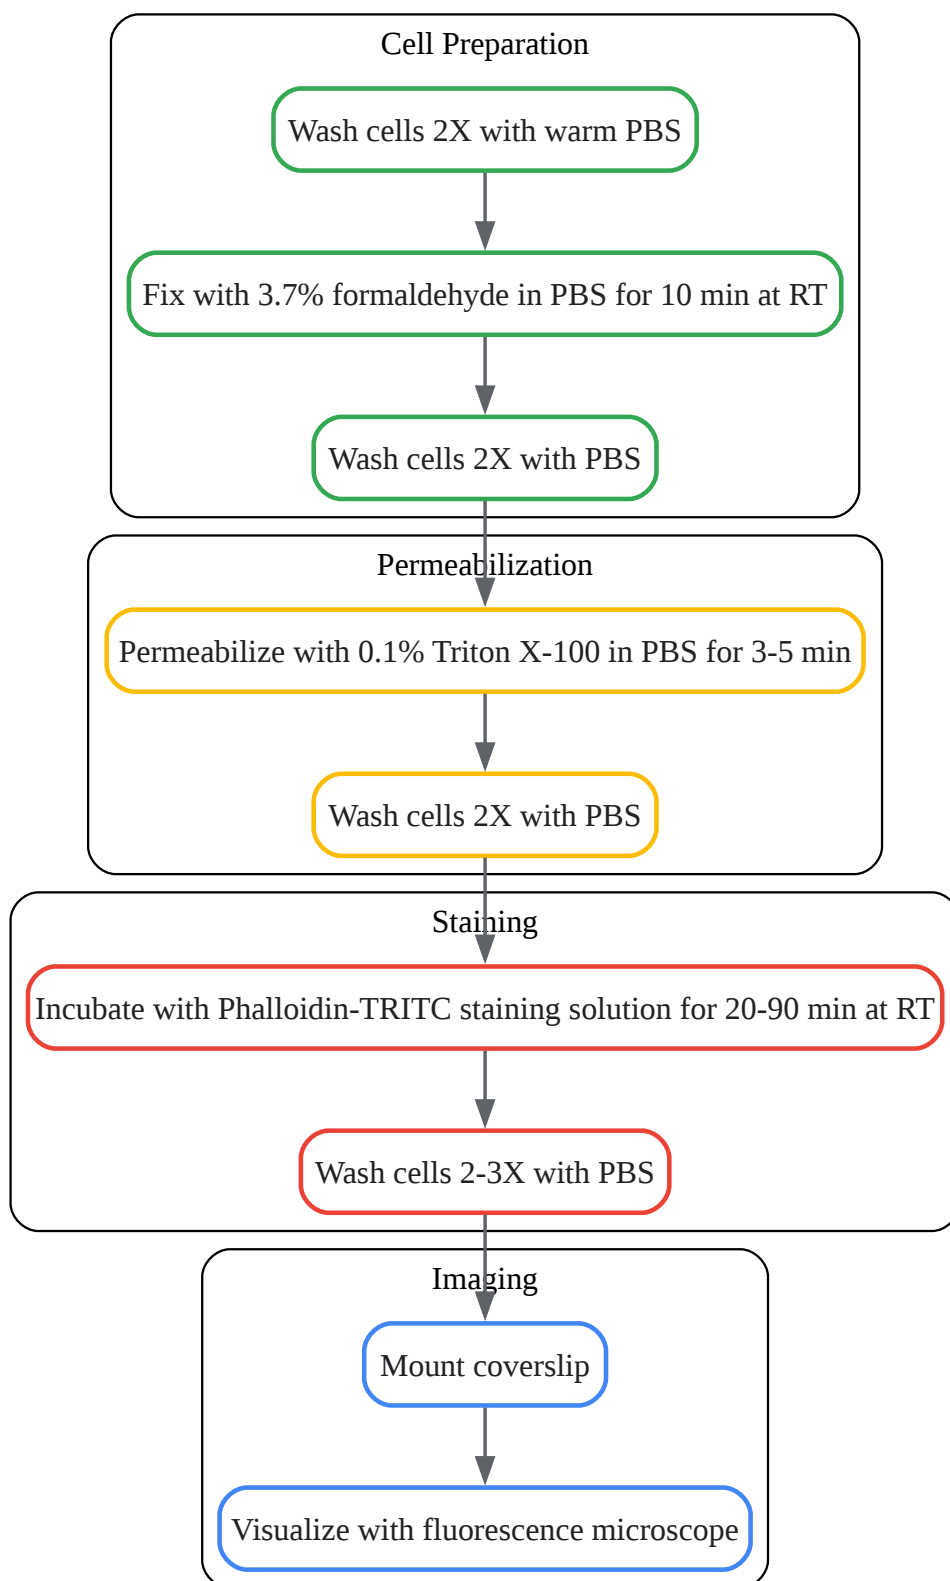 Cell Preparation
Wash cells 2X with warm PBS
Fix with 3.7% formaldehyde in PBS for 10 min at RT
Wash cells 2X with PBS
Permeabilization
Permeabilize with 0.1% Triton X-100 in PBS for 3-5 min
Wash cells 2X with PBS
Staining
Incubate with Phalloidin-TRITC staining solution for 20-90 min at RT
Wash cells 2-3X with PBS
Imaging
Mount coverslip
Visualize with fluorescence microscope